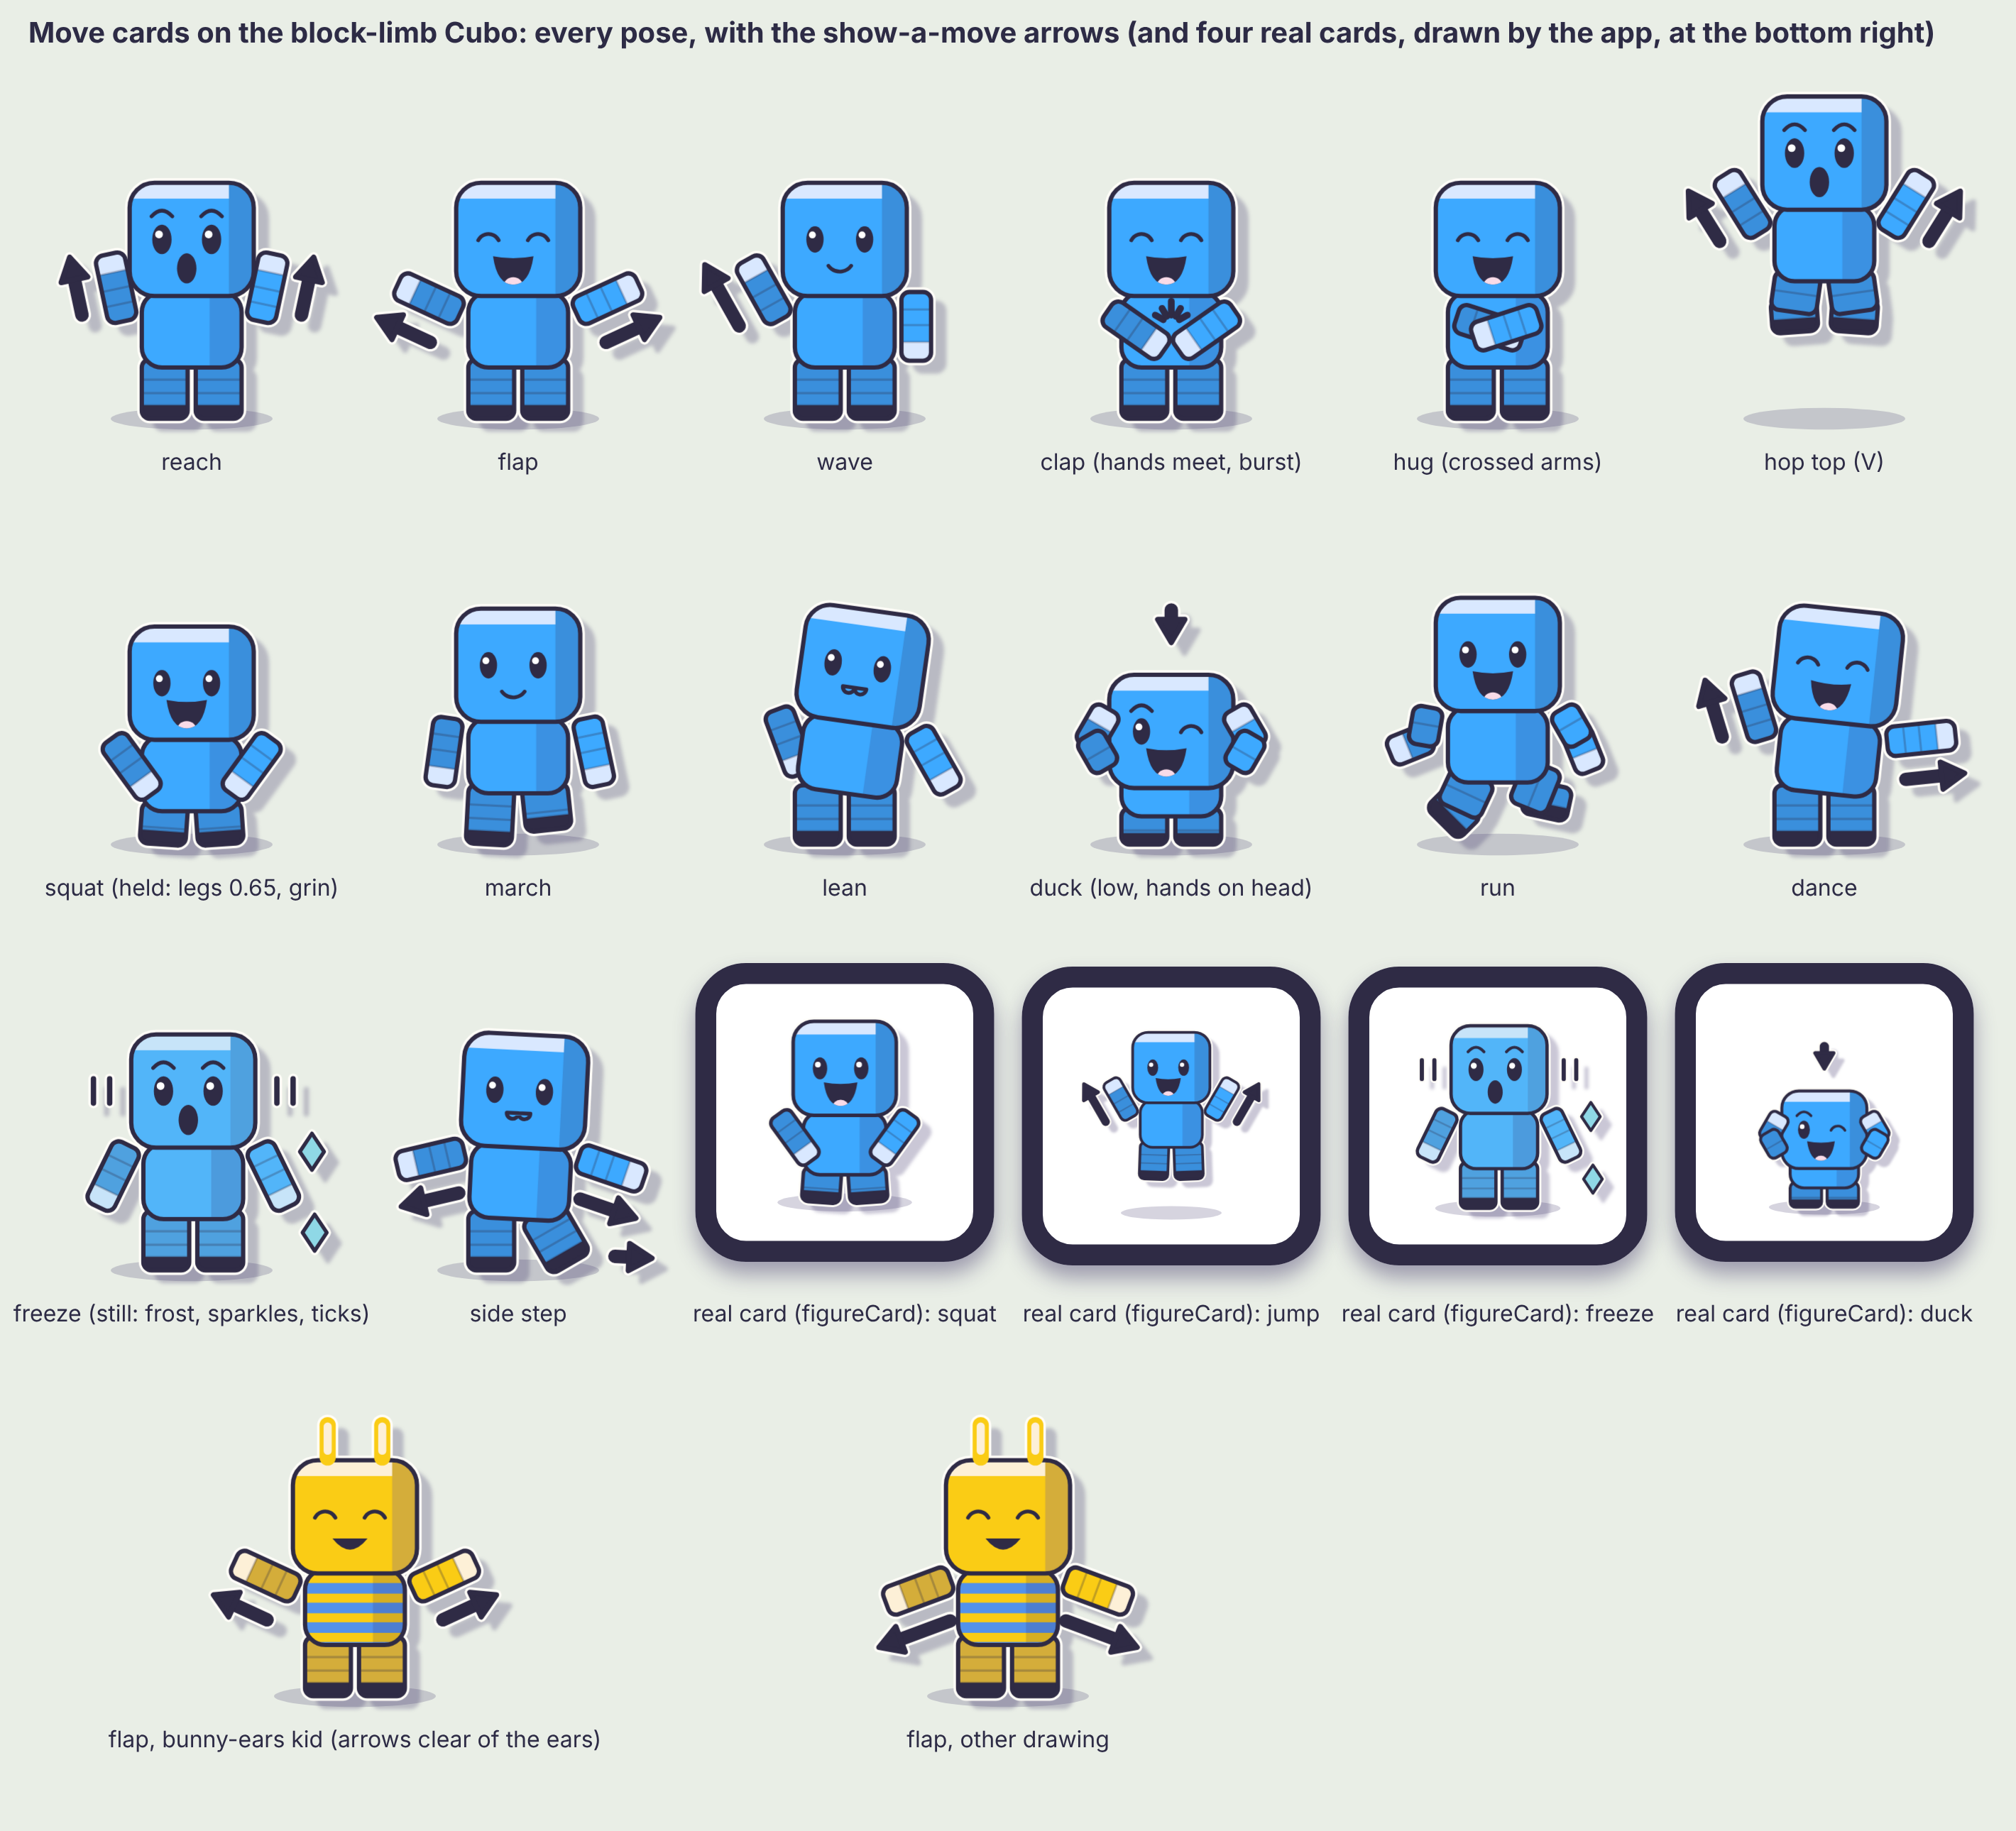 Move cards on the block-limb Cubo: every pose, with the show-a-move arrows (and four real cards, drawn by the app, at the bottom right)
reach
flap
wave
clap (hands meet, burst)
hug (crossed arms)
hop top (V)
squat (held: legs 0.65, grin)
march
lean
duck (low, hands on head)
run
dance
freeze (still: frost, sparkles, ticks)
side step
real card (figureCard): squat
real card (figureCard): jump
real card (figureCard): freeze
real card (figureCard): duck
flap, bunny-ears kid (arrows clear of the ears)
flap, other drawing